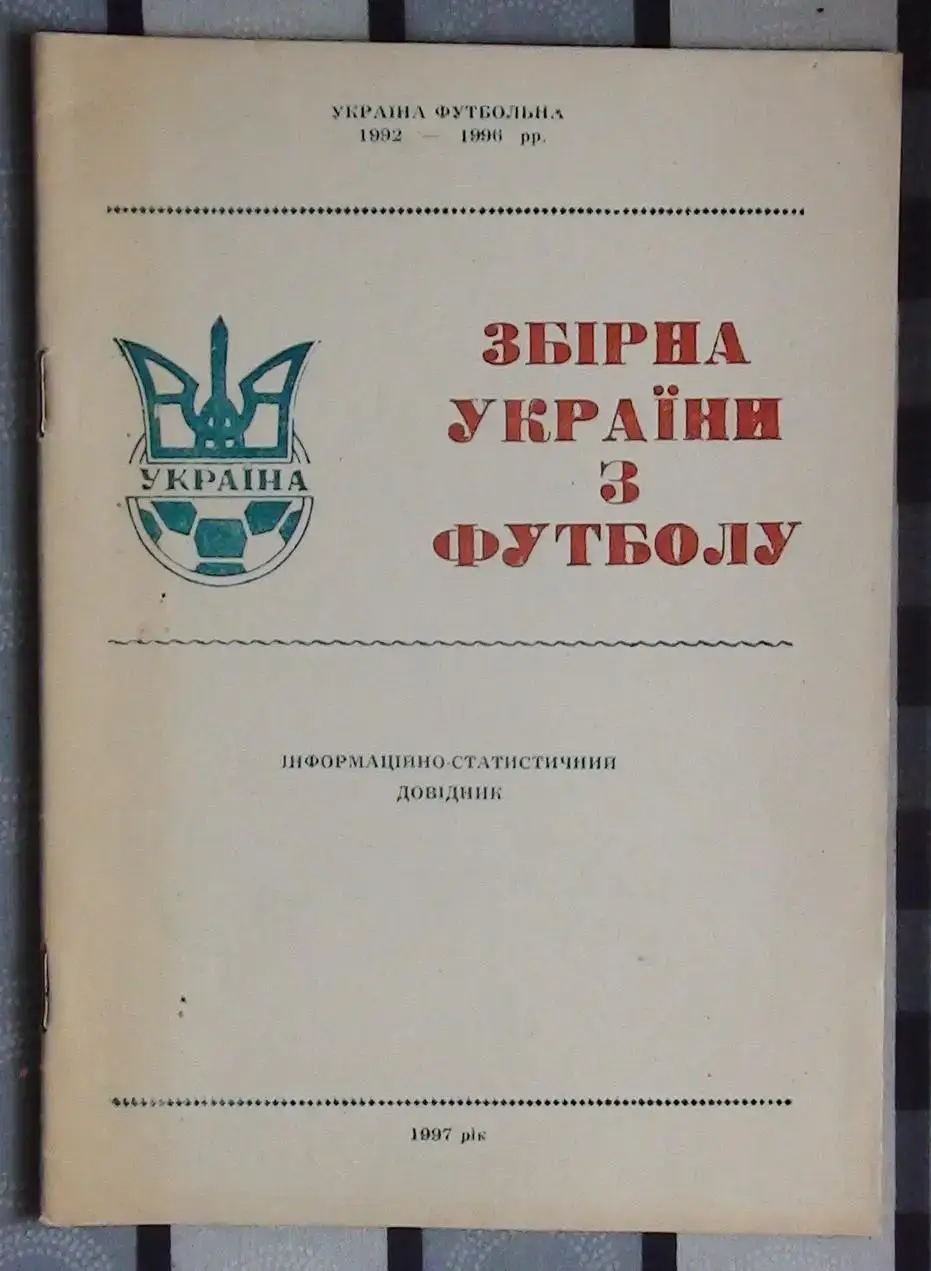 УКРАЇНА ФУТБОЛЬНА
1992 — 1996 рр.
УКРАЇНА
ЗБІРНА
УКРАЇНИ
З
ФУТБОЛУ
ІНФОРМАЦІЙНО-СТАТИСТИЧНИЙ
ДОВІДНИК
1997 рік